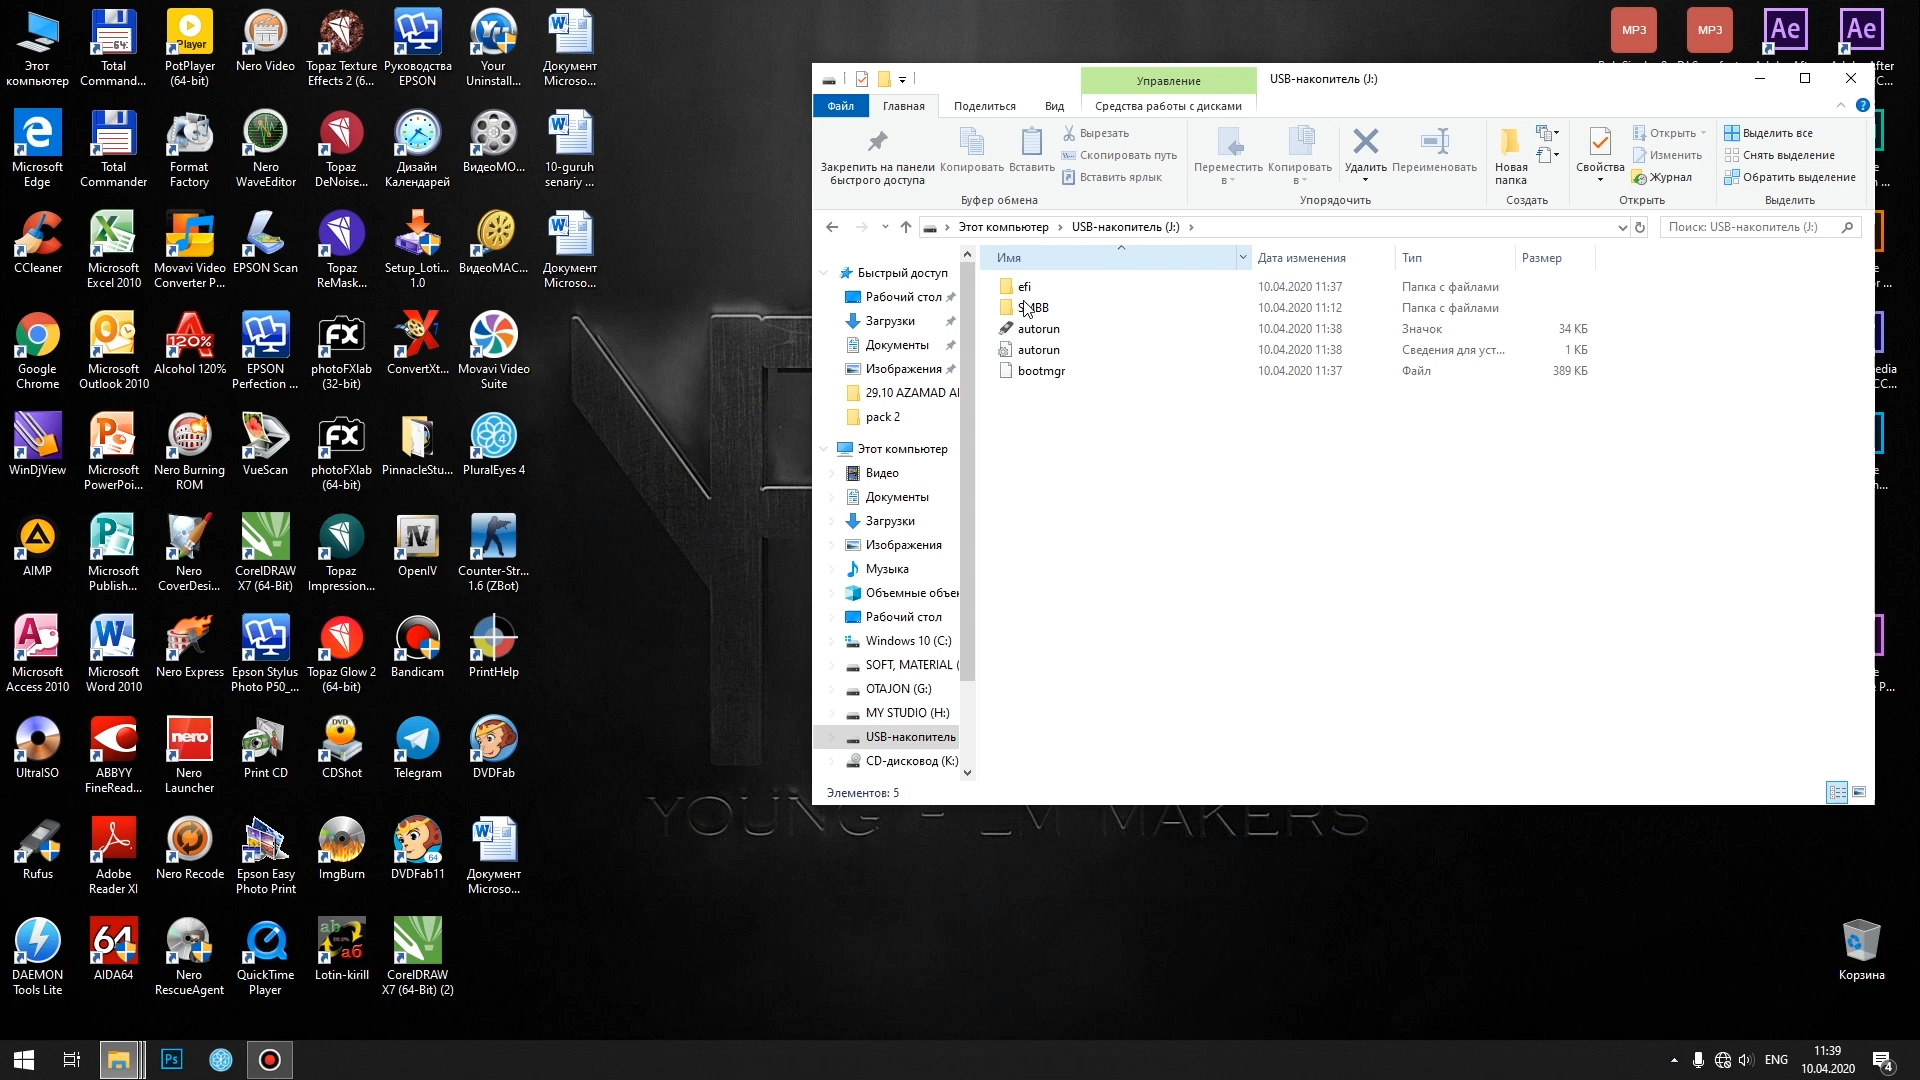 Этот
компьютер
Total
Command...
PotPlayer
(64-bit)
Nero Video
Topaz Texture
Effects 2 (6...
Руководства
EPSON
Your
Uninstall...
Документ
Microso...
Microsoft
Edge
Total
Commander
Format
Factory
Nero
WaveEditor
Topaz
DeNoise...
Дизайн
Календарей
ВидеоМО...
10-guruh
senariy ...
CCleaner
Microsoft
Excel 2010
Movavi Video
Converter P...
EPSON Scan
Topaz
ReMask...
Setup_Loti...
1.0
ВидеоМАС...
Документ
Microso...
Google
Chrome
Microsoft
Outlook 2010
Alcohol 120%
EPSON
Perfection ...
photoFXlab
(32-bit)
ConvertXt...
Movavi Video
Suite
WinDjView
Microsoft
PowerPoi...
Nero Burning
ROM
VueScan
photoFXlab
(64-bit)
PinnacleStu...
PluralEyes 4
AIMP
Microsoft
Publish...
Nero
CoverDesi...
CorelDRAW
X7 (64-Bit)
Topaz
Impression...
OpenIV
Counter-Str...
1.6 (ZBot)
Microsoft
Access 2010
Microsoft
Word 2010
Nero Express
Epson Stylus
Photo P50_...
Topaz Glow 2
(64-bit)
Bandicam
PrintHelp
UltraISO
ABBYY
FineRead...
Nero
Launcher
Print CD
CDShot
Telegram
DVDFab
Rufus
Adobe
Reader XI
Nero Recode
Epson Easy
Photo Print
ImgBurn
DVDFab11
Документ
Microso...
DAEMON
Tools Lite
AIDA64
Nero
RescueAgent
QuickTime
Player
Lotin-kirill
CorelDRAW
X7 (64-Bit) (2)
MP3
MP3
Ae
Ae
Управление
USB-накопитель (J:)
Файл
Главная
Поделиться
Вид
Средства работы с дисками
Закрепить на панели
быстрого доступа
Копировать
Вставить
Вырезать
Скопировать путь
Вставить ярлык
Буфер обмена
Переместить
в
Копировать
в
Удалить
Переименовать
Упорядочить
Новая
папка
Создать
Свойства
Открыть
Изменить
Журнал
Открыть
Выделить все
Снять выделение
Обратить выделение
Выделить
Этот компьютер
USB-накопитель (J:)
Поиск: USB-накопитель (J:)
Быстрый доступ
Рабочий стол
Загрузки
Документы
Изображения
29,10 AZAMAD A
pack 2
Этот компьютер
Видео
Документы
Загрузки
Изображения
Музыка
Объемные объе
Рабочий стол
Windows 10 (C:)
SOFT, MATERIAL (
OTAJON (G:)
MY STUDIO (H:)
USB-накопитель
CD-дисковод (K:)
Имя
Дата изменения
Тип
Размер
efi 10.04.2020 11:37 Папка с файлами
10.04.2020 11:12 Папка с файлами
autorun 10.04.2020 11:38 Значок 34 КБ
autorun 10.04.2020 11:38 Сведения для уст... 1 КБ
bootmgr 10.04.2020 11:37 Файл 389 КБ
Элементов: 5
YOUNG MAKERS
Корзина
Ps
ENG
11:39
10.04.2020
4